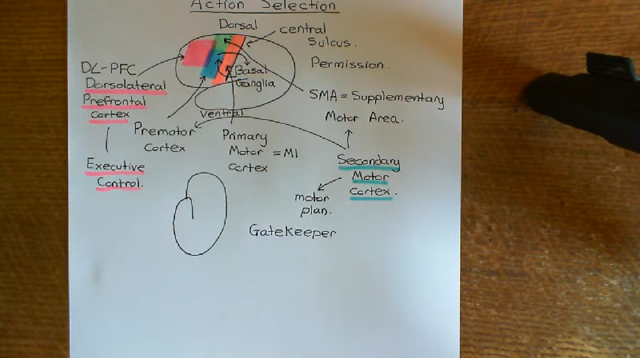 Action Selection
Dorsal
central
Sulcus.
Permission.
Basal
Ganglia
DL-PFC
Dorsolateral
Prefrontal
cortex
Executive
Control.
Ventral
Premotor
cortex
Primary
Motor = M1
cortex
SMA = Supplementary
Motor Area.
Secondary
Motor
cortex.
motor
plan.
Gatekeeper